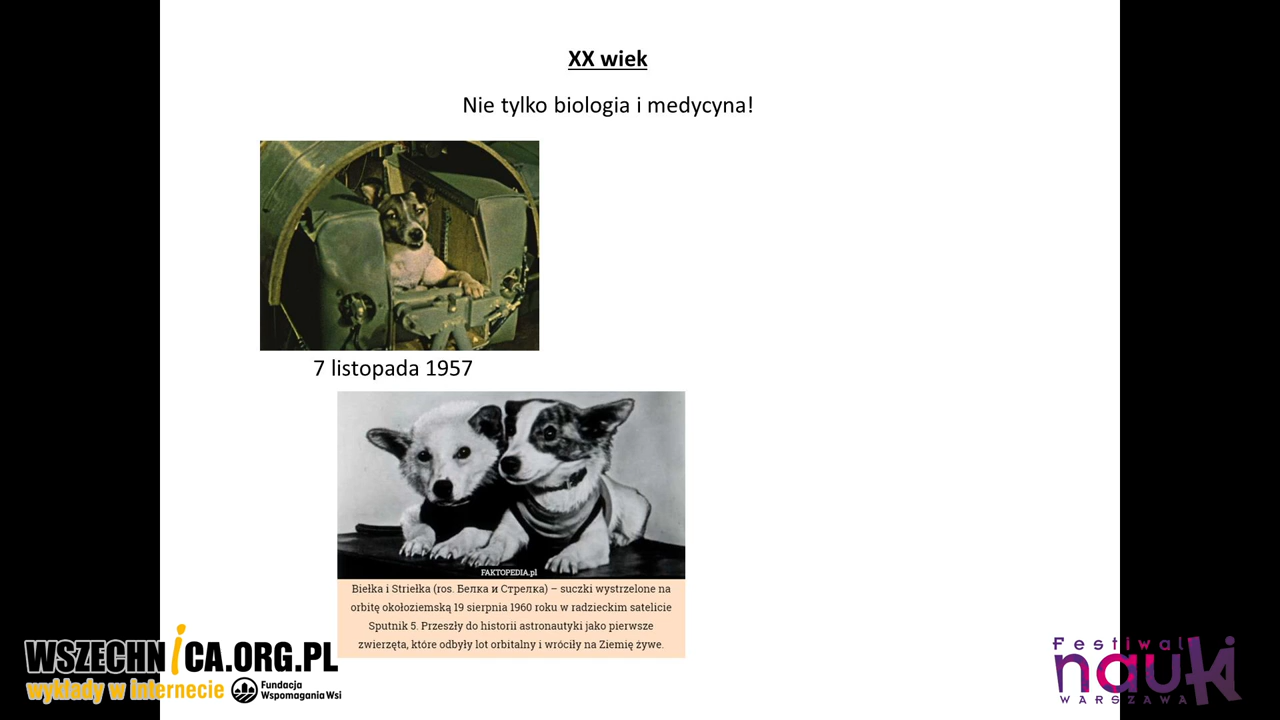 XX wiek
Nie tylko biologia i medycyna!
7 listopada 1957
FAKTOPEDIA.pl
Biełka i Striełka (ros. Белка и Стрелка) – suczki wystrzelone na
orbitę okołoziemską 19 sierpnia 1960 roku w radzieckim satelicie
Sputnik 5. Przeszły do historii astronautyki jako pierwsze
zwierzęta, które odbyły lot orbitalny i wróciły na Ziemię żywe.
WSZECHNiCA.ORG.PL
wykłady w internecie
Fundacja
Wspomagania Wsi
Festiwal
nauki
WARSZAWA